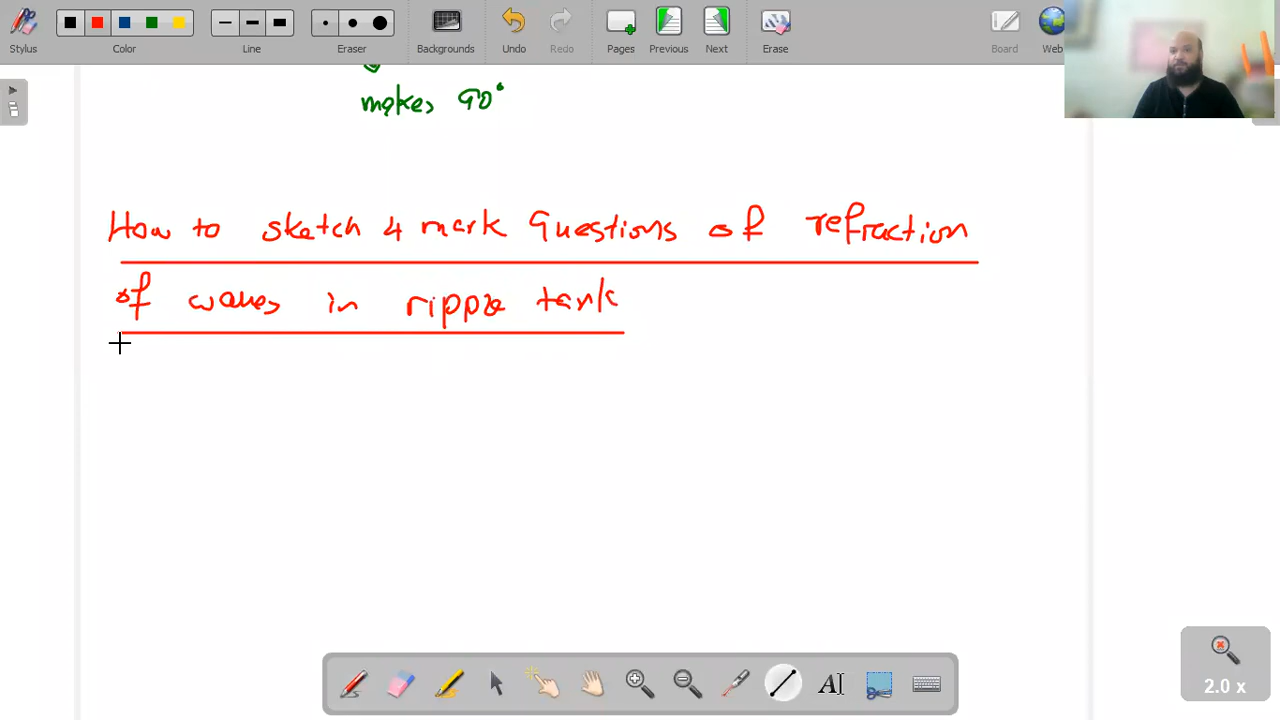 Stylus Color Line Eraser Backgrounds Undo Redo Pages Previous Next Erase Board Web
makes 90°
How to sketch 4 mark Questions of refraction
of waves in ripple tank
AI
2.0 x